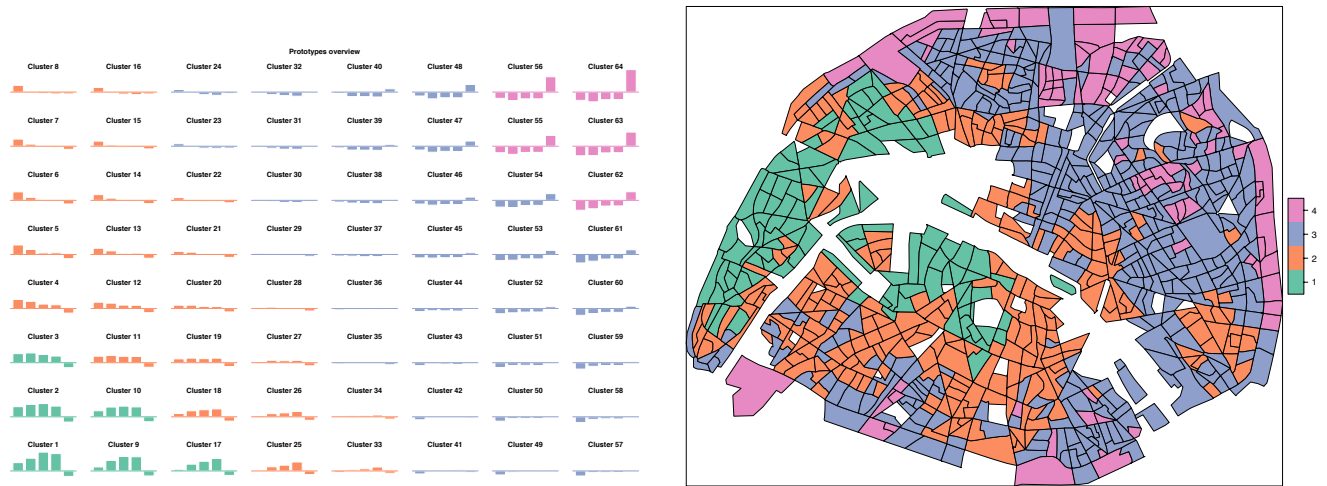 Prototypes overview
Cluster 8 Cluster 16 Cluster 24 Cluster 32 Cluster 40 Cluster 48 Cluster 56 Cluster 64
Cluster 7 Cluster 15 Cluster 23 Cluster 31 Cluster 39 Cluster 47 Cluster 55 Cluster 63
Cluster 6 Cluster 14 Cluster 22 Cluster 30 Cluster 38 Cluster 46 Cluster 54 Cluster 62
Cluster 5 Cluster 13 Cluster 21 Cluster 29 Cluster 37 Cluster 45 Cluster 53 Cluster 61
Cluster 4 Cluster 12 Cluster 20 Cluster 28 Cluster 36 Cluster 44 Cluster 52 Cluster 60
Cluster 3 Cluster 11 Cluster 19 Cluster 27 Cluster 35 Cluster 43 Cluster 51 Cluster 59
Cluster 2 Cluster 10 Cluster 18 Cluster 26 Cluster 34 Cluster 42 Cluster 50 Cluster 58
Cluster 1 Cluster 9 Cluster 17 Cluster 25 Cluster 33 Cluster 41 Cluster 49 Cluster 57
4
3
2
1